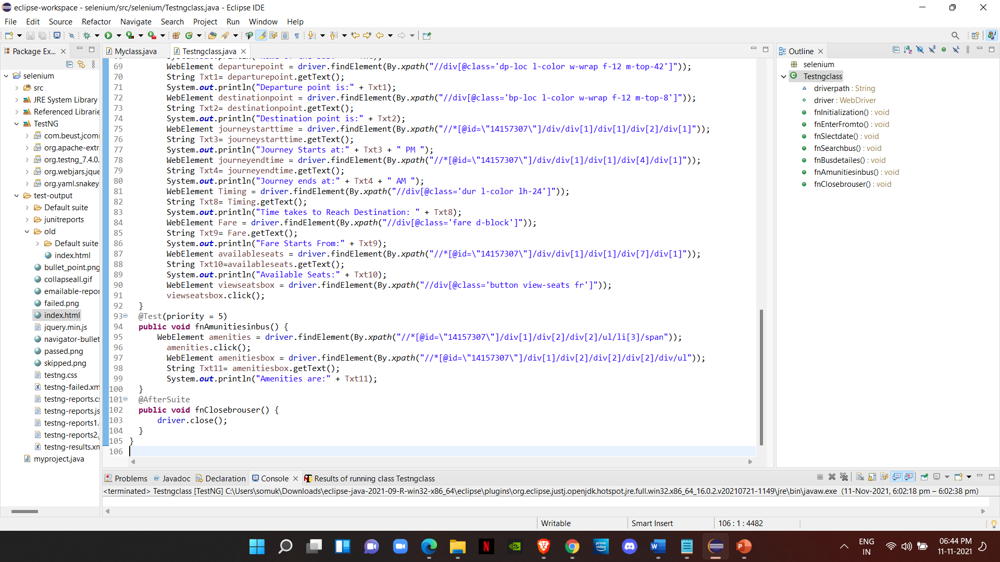 eclipse-workspace - selenium/src/selenium/Testngclass.java - Eclipse IDE
File Edit Source Refactor Navigate Search Project Run Window Help
Package Ex...
selenium
src
JRE System Library
Referenced Librarie
TestNG
com.beust.jcomr
org.apache-extr
org.testng_7.4.0.
org.webjars.jque
org.yaml.snakey
test-output
Default suite
junitreports
old
Default suite
index.html
bullet_point.png
collapseall.gif
emailable-repor
failed.png
index.html
jquery.min.js
navigator-bullet
passed.png
skipped.png
testng.css
testng-failed.xm
testng-reports.cs
testng-reports.js
testng-reports1.
testng-reports2.
testng-results.xm
myproject.java
Myclass.java Testngclass.java
69 WebElement departurepoint = driver.findElement(By.xpath("//div[@class='dp-loc l-color w-wrap f-12 m-top-42']"));
70 String Txt1= departurepoint.getText();
71 System.out.println("Departure point is:" + Txt1);
72 WebElement destinationpoint = driver.findElement(By.xpath("//div[@class='bp-loc l-color w-wrap f-12 m-top-8']"));
73 String Txt2= destinationpoint.getText();
74 System.out.println("Destination point is:" + Txt2);
75 WebElement journeystarttime = driver.findElement(By.xpath("//*[@id=\"14157307\"]/div/div[1]/div[1]/div[2]/div[1]"));
76 String Txt3= journeystarttime.getText();
77 System.out.println("Journey Starts at:" + Txt3 + " PM ");
78 WebElement journeyendtime = driver.findElement(By.xpath("//*[@id=\"14157307\"]/div/div[1]/div[1]/div[4]/div[1]"));
79 String Txt4= journeyendtime.getText();
80 System.out.println("Journey ends at:" + Txt4 + " AM ");
81 WebElement Timing = driver.findElement(By.xpath("//div[@class='dur l-color lh-24']"));
82 String Txt8= Timing.getText();
83 System.out.println("Time takes to Reach Destination: " + Txt8);
84 WebElement Fare = driver.findElement(By.xpath("//div[@class='fare d-block']"));
85 String Txt9= Fare.getText();
86 System.out.println("Fare Starts From:" + Txt9);
87 WebElement availableseats = driver.findElement(By.xpath("//*[@id=\"14157307\"]/div/div[1]/div[1]/div[7]/div[1]"));
88 String Txt10=availableseats.getText();
89 System.out.println("Available Seats:" + Txt10);
90 WebElement viewseatsbox = driver.findElement(By.xpath("//div[@class='button view-seats fr']"));
91 viewseatsbox.click();
92 }
93 @Test(priority = 5)
94 public void fnAmunitiesinbus() {
95 WebElement amenities = driver.findElement(By.xpath("//*[@id=\"14157307\"]/div[1]/div[2]/div[2]/ul/li[3]/span"));
96 amenities.click();
97 WebElement amenitiesbox = driver.findElement(By.xpath("//*[@id=\"14157307\"]/div[1]/div[2]/div[2]/div[2]/div/ul"));
98 String Txt11= amenitiesbox.getText();
99 System.out.println("Amenities are:" + Txt11);
100 }
101 @AfterSuite
102 public void fnClosebrouser() {
103 driver.close();
104 }
105 }
106
Outline
selenium
Testngclass
driverpath : String
driver : WebDriver
fnInitialization() : void
fnEnterFromto() : void
fnSlectdate() : void
fnSearchbus() : void
fnBusdetailes() : void
fnAmunitiesinbus() : void
fnClosebrouser() : void
Problems @ Javadoc Declaration Console Results of running class Testngclass
<terminated> Testngclass [TestNG] C:\Users\somuk\Downloads\eclipse-java-2021-09-R-win32-x86_64\eclipse\plugins\org.eclipse.justj.openjdk.hotspot.jre.full.win32.x86_64_16.0.2.v20210721-1149\jre\bin\javaw.exe (11-Nov-2021, 6:02:18 pm – 6:02:38 pm)
Writable Smart Insert 106 : 1 : 4482
prime video
ENG
IN
06:44 PM
11-11-2021